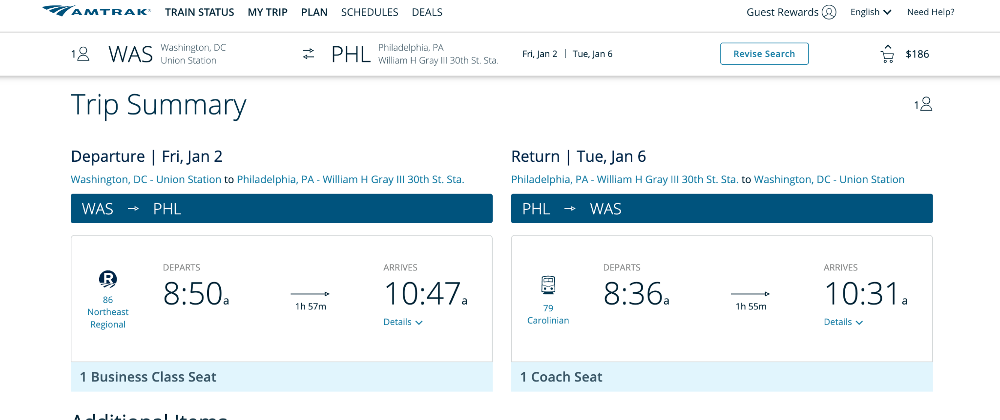 AMTRAK®
TRAIN STATUS
MY TRIP
PLAN
SCHEDULES
DEALS
Guest Rewards
English
Need Help?
1
WAS
Washington, DC
Union Station
PHL
Philadelphia, PA
William H Gray III 30th St. Sta.
Fri, Jan 2 | Tue, Jan 6
Revise Search
$186
Trip Summary
1
Departure | Fri, Jan 2
Washington, DC - Union Station to Philadelphia, PA - William H Gray III 30th St. Sta.
WAS → PHL
R
86
Northeast
Regional
DEPARTS
8:50a
1h 57m
ARRIVES
10:47a
Details
1 Business Class Seat
Return | Tue, Jan 6
Philadelphia, PA - William H Gray III 30th St. Sta. to Washington, DC - Union Station
PHL → WAS
79
Carolinian
DEPARTS
8:36a
1h 55m
ARRIVES
10:31a
Details
1 Coach Seat
Additional Items